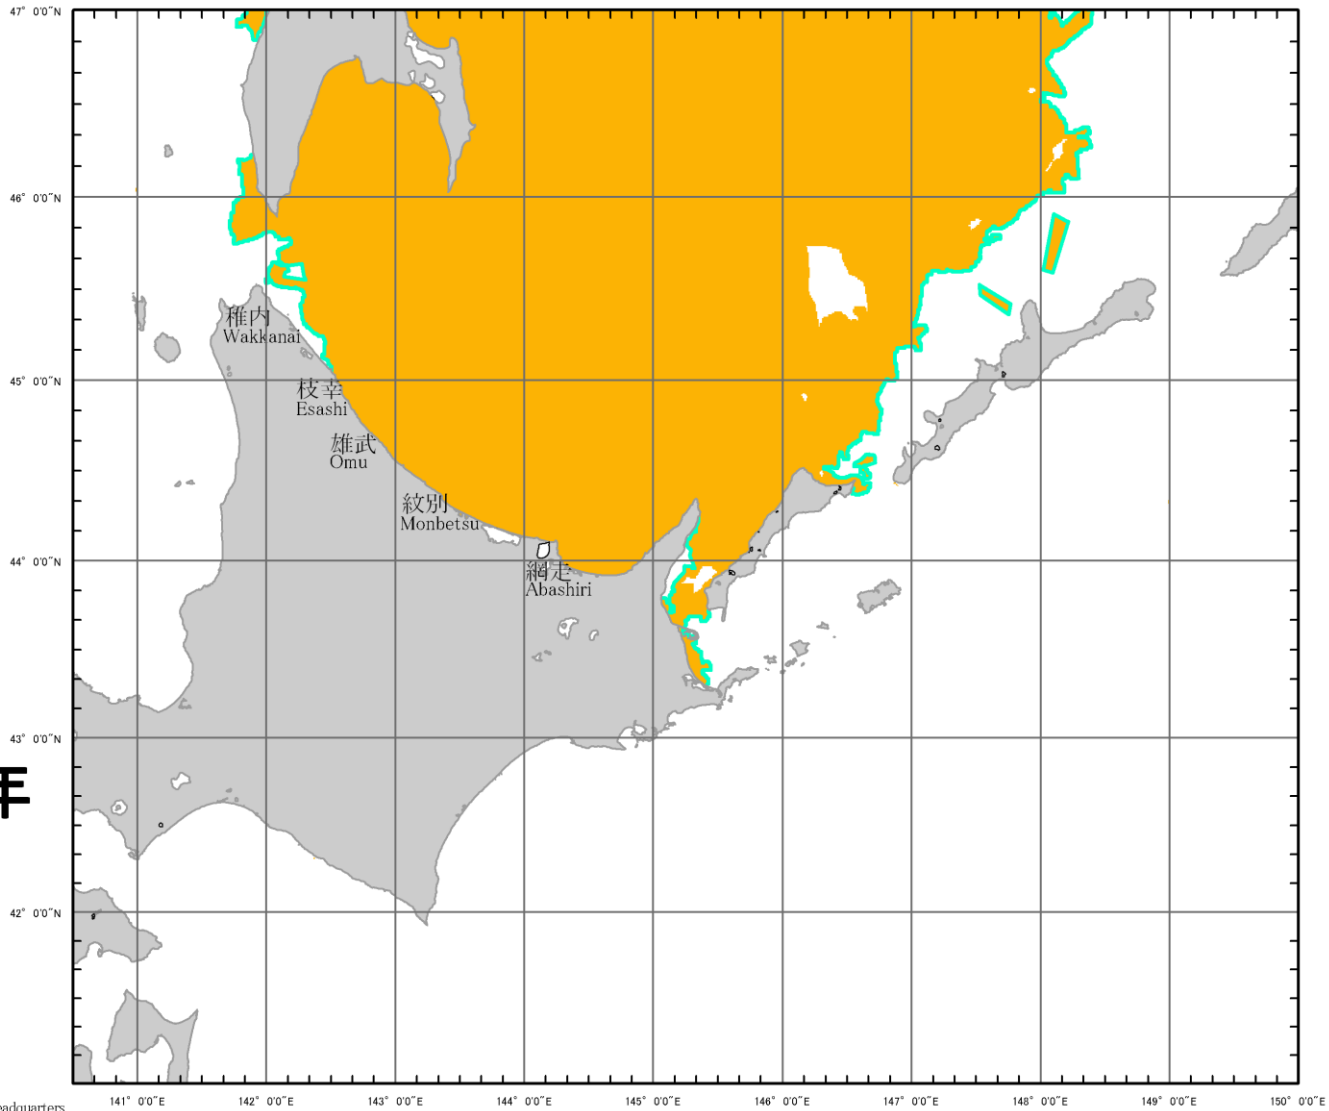 47° 0′0″N
46° 0′0″N
稚内
Wakkanai
45° 0′0″N
枝幸
Esashi
雄武
Omu
紋別
Monbetsu
44° 0′0″N
網走
Abashiri
43° 0′0″N
年
42° 0′0″N
141° 0′0″E 142° 0′0″E 143° 0′0″E 144° 0′0″E 145° 0′0″E 146° 0′0″E 147° 0′0″E 148° 0′0″E 149° 0′0″E 150° 0′0″E